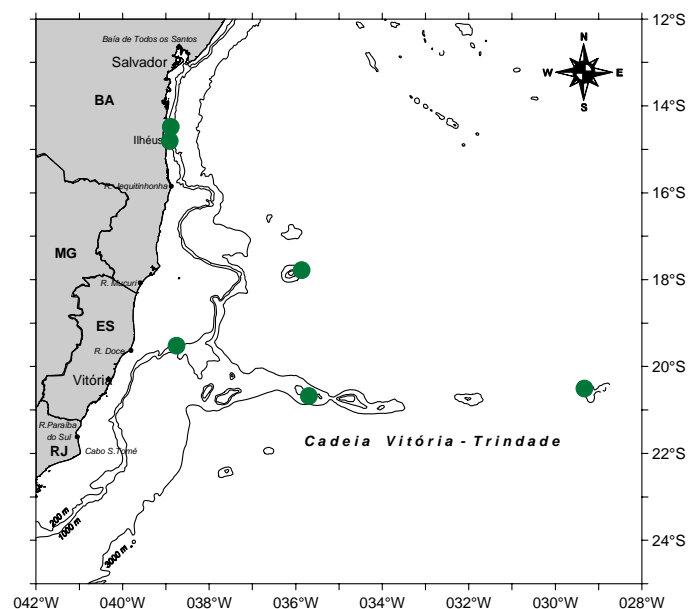 12°S
Baía de Todos os Santos
N
Salvador
W
E
S
BA
14°S
Ilhéus
16°S
R. Jequitinhonha
MG
18°S
R. Mucuri
ES
R. Doce
20°S
Vitória
R.Paraíba
do Sul
Cadeia Vitória - Trindade
RJ
Cabo S.Tomé
22°S
200 m
1000 m
3000 m
24°S
042°W
040°W
038°W
036°W
034°W
032°W
030°W
028°W